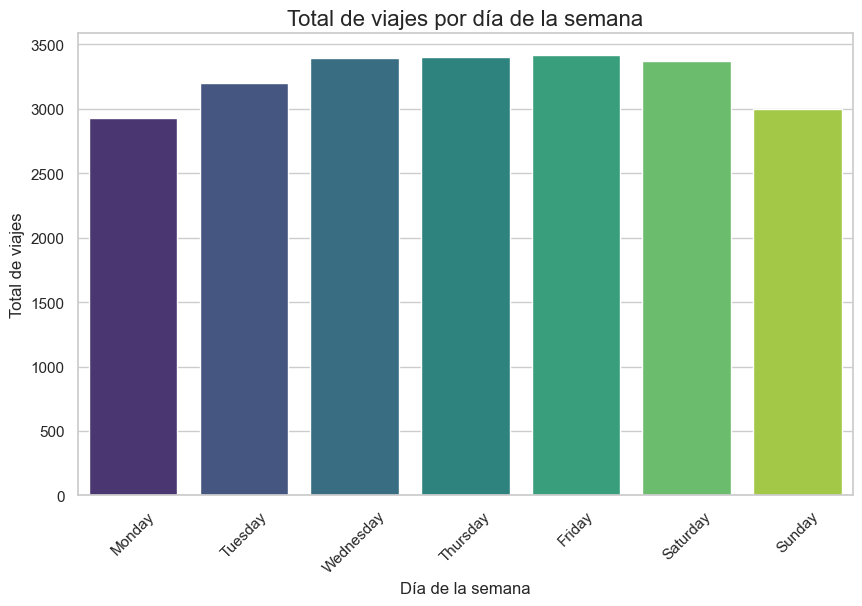 Total de viajes por día de la semana
Total de viajes
3500
3000
2500
2000
1500
1000
500
0
Monday
Tuesday
Wednesday
Thursday
Friday
Saturday
Sunday
Día de la semana